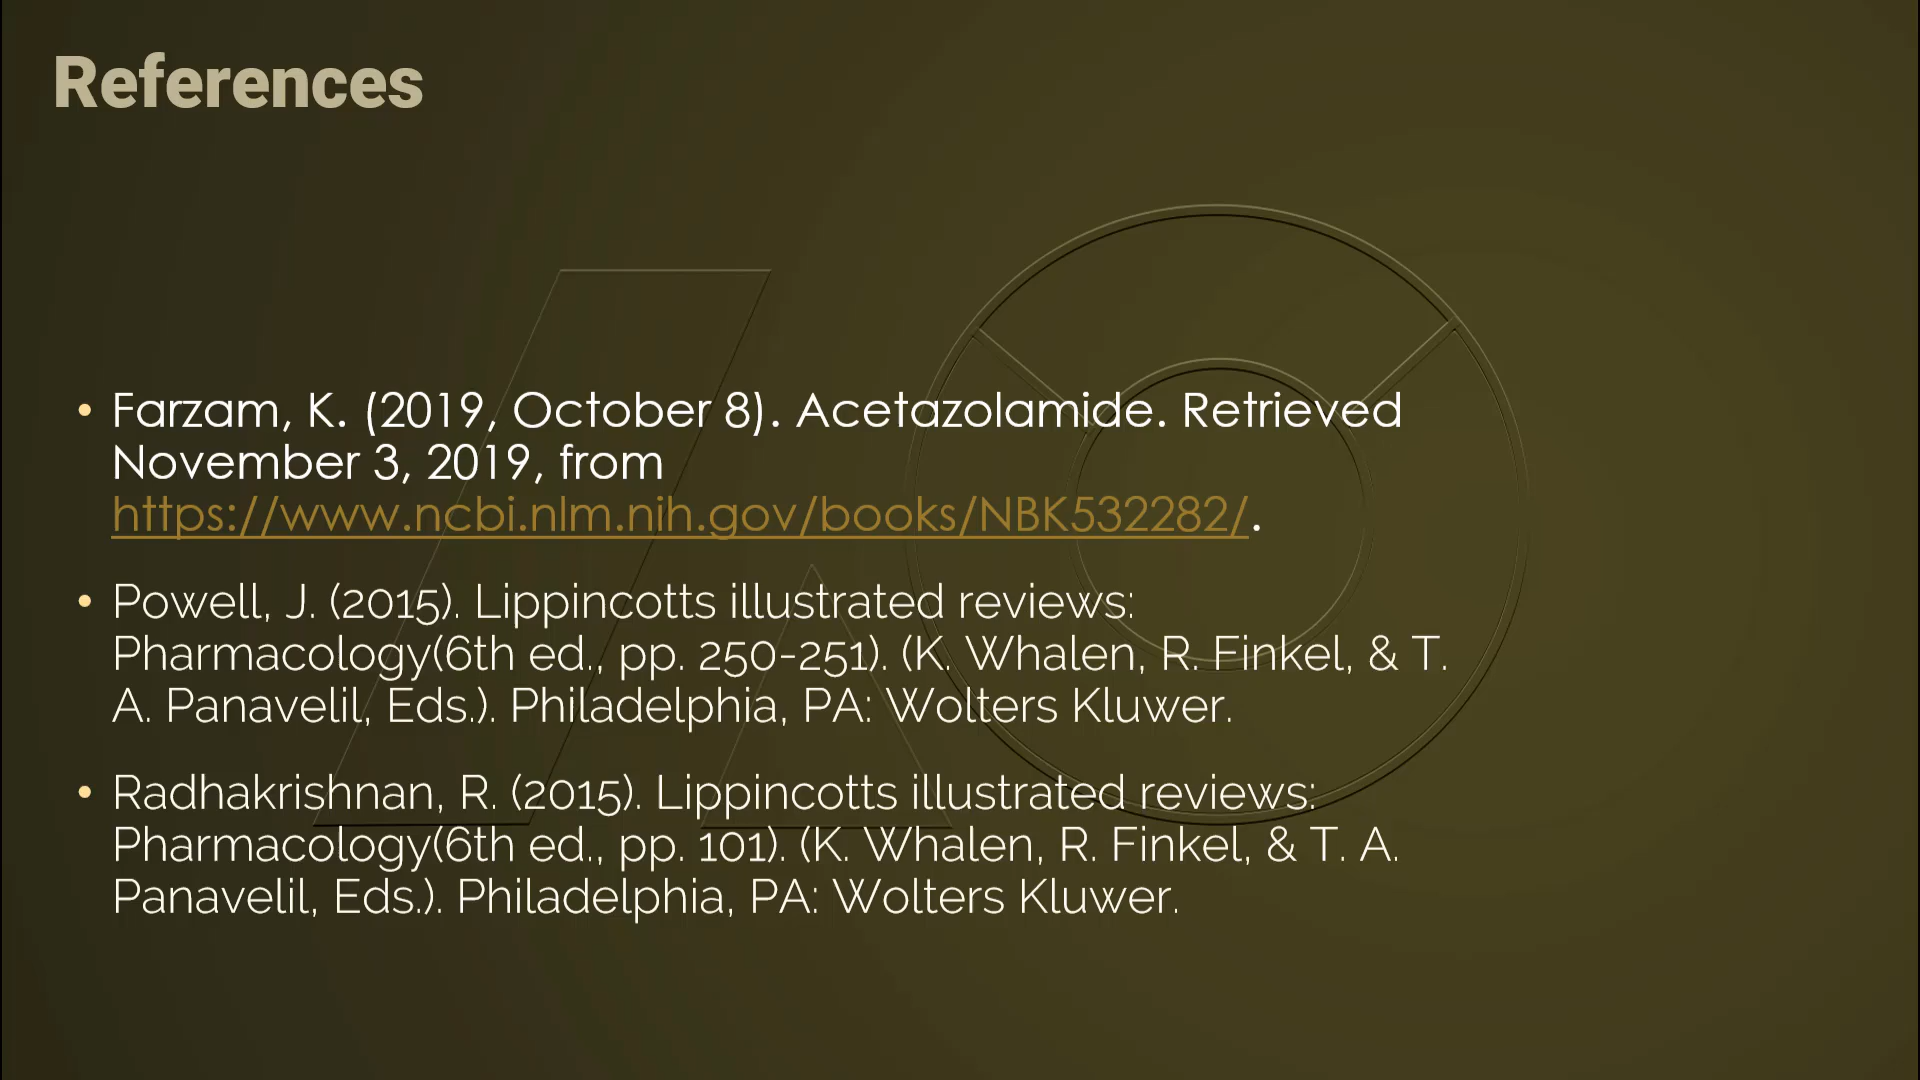 References
• Farzam, K. (2019, October 8). Acetazolamide. Retrieved
November 3, 2019, from
https://www.ncbi.nlm.nih.gov/books/NBK532282/.
• Powell, J. (2015). Lippincotts illustrated reviews:
Pharmacology(6th ed., pp. 250-251). (K. Whalen, R. Finkel, & T.
A. Panavelil, Eds.). Philadelphia, PA: Wolters Kluwer.
• Radhakrishnan, R. (2015). Lippincotts illustrated reviews:
Pharmacology(6th ed., pp. 101). (K. Whalen, R. Finkel, & T. A.
Panavelil, Eds.). Philadelphia, PA: Wolters Kluwer.